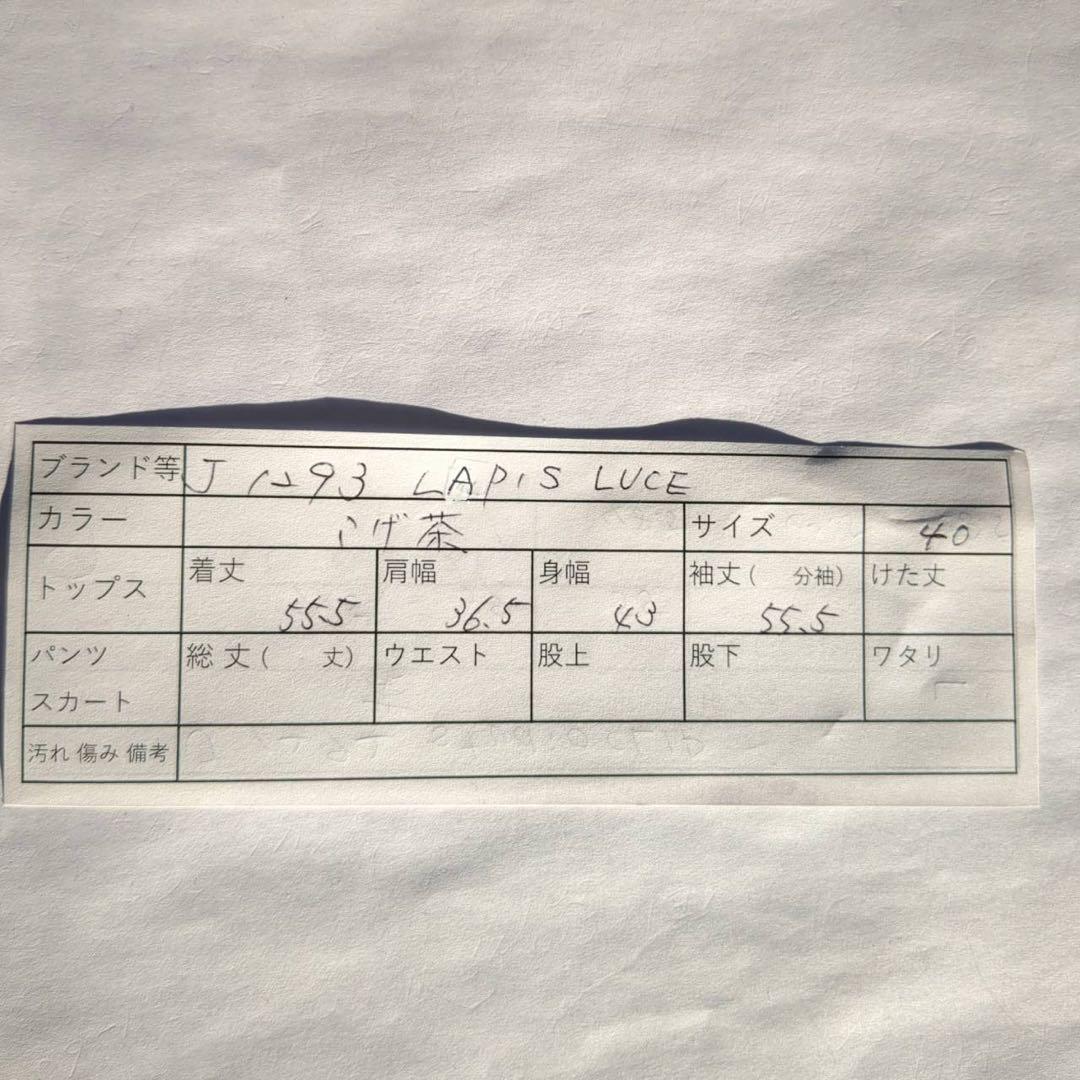 ブランド等 J 1293 LAPIS LUCE
カラー こげ茶 サイズ 40
トップス 着丈 55.5 肩幅 36.5 身幅 43 袖丈( 分袖) 55.5 けた丈
パンツ スカート 総丈( 丈) ウエスト 股上 股下 ワタリ
汚れ 傷み 備考